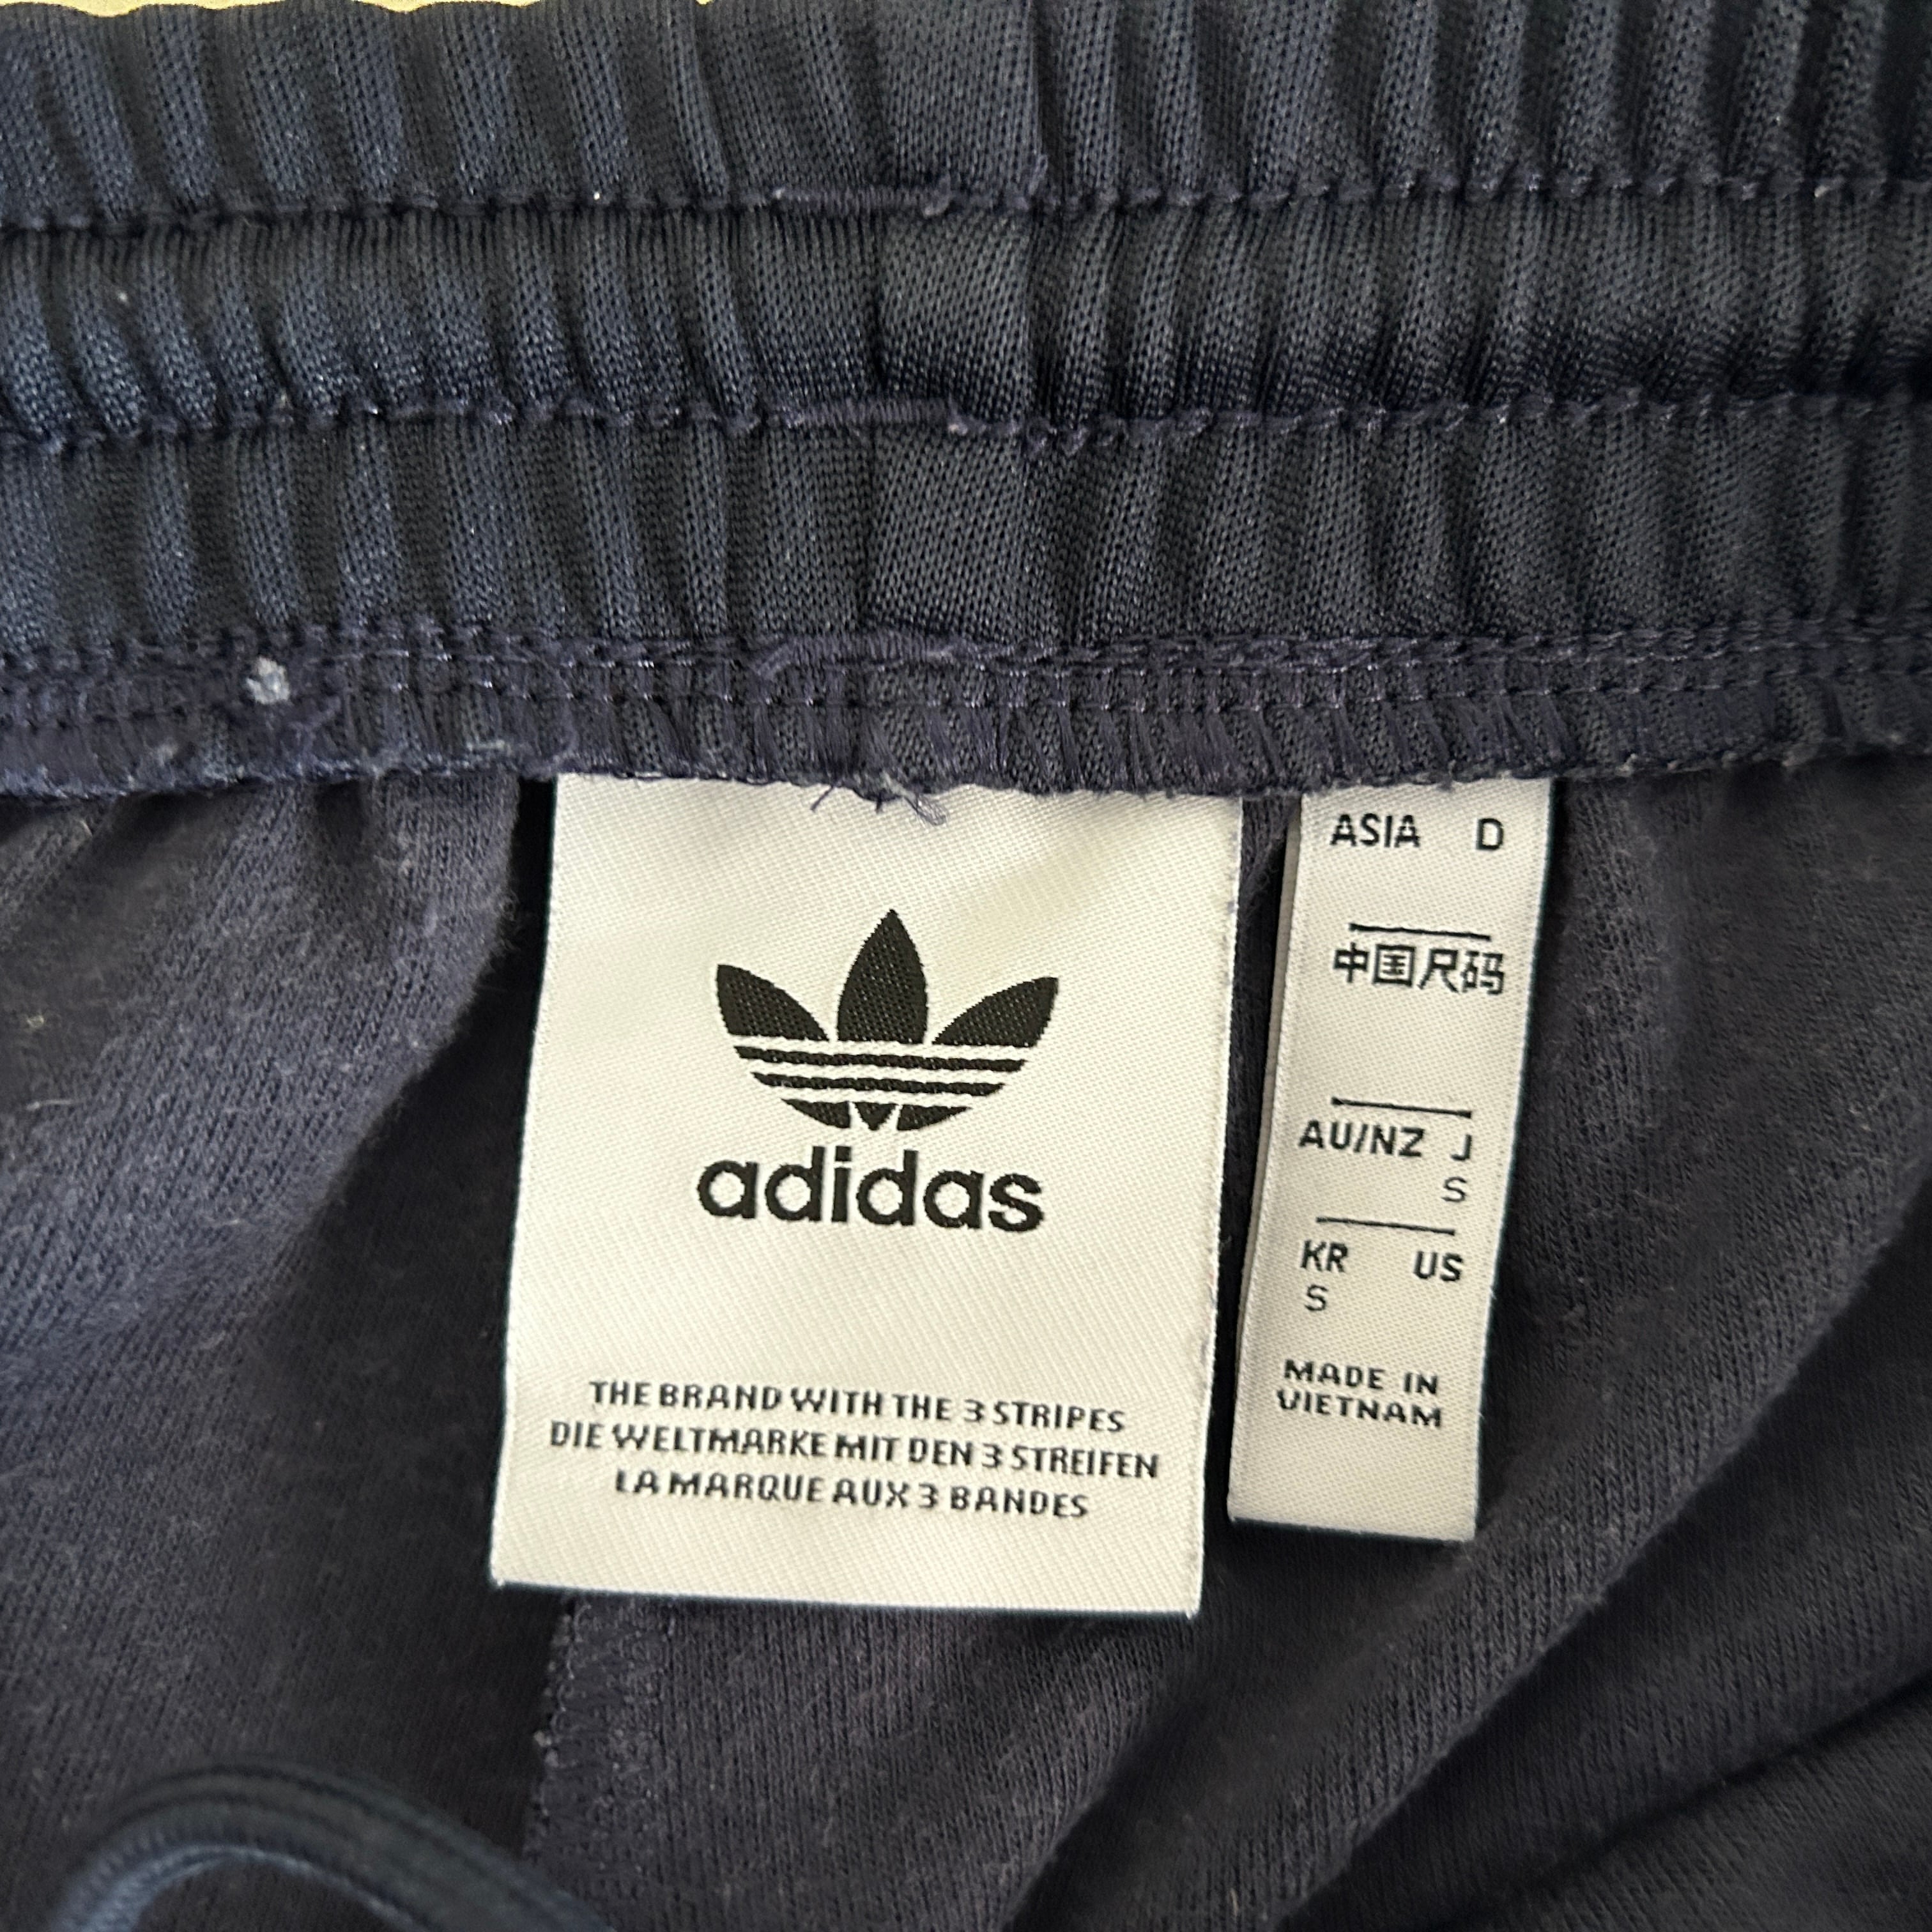 adidas
THE BRAND WITH THE 3 STRIPES
DIE WELTMARKE MIT DEN 3 STREIFEN
LA MARQUE AUX 3 BANDES
ASIA D
中国尺码
AU/NZ J
S
KR US
S
MADE IN
VIETNAM